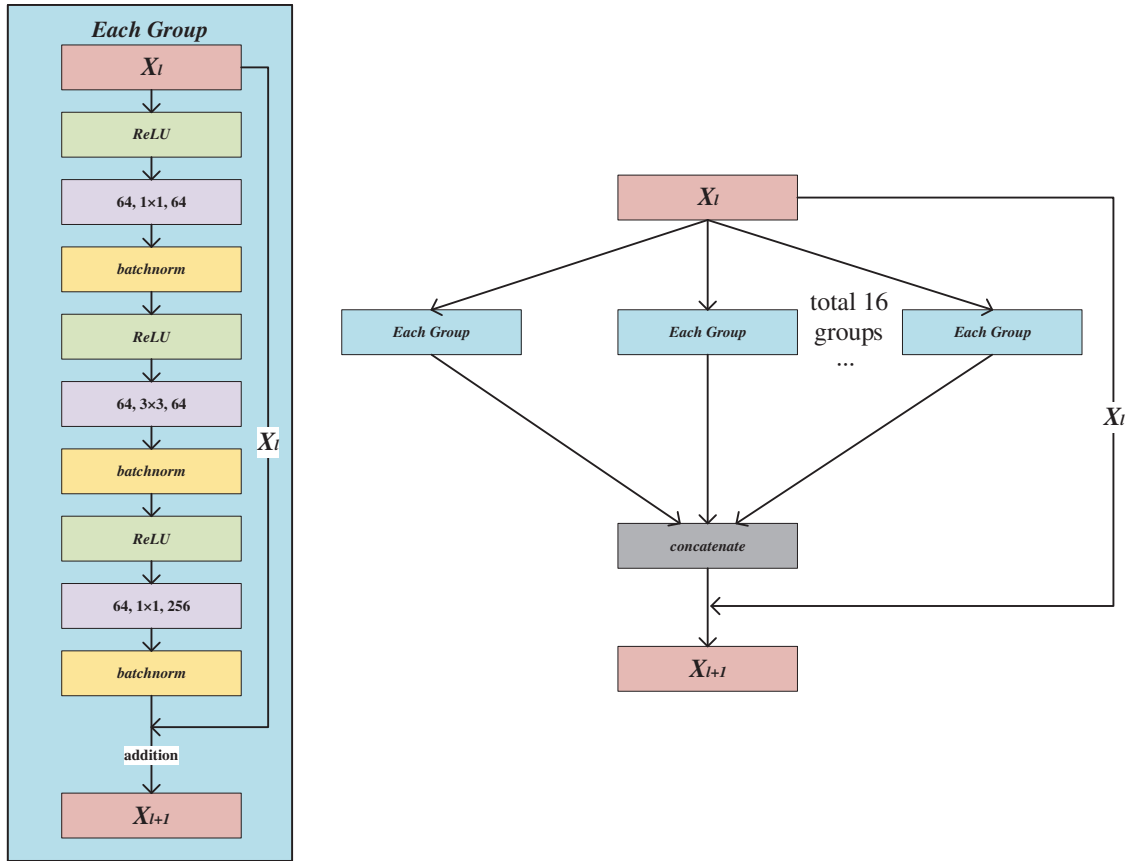 Each Group
Xl
ReLU
64, 1×1, 64
batchnorm
ReLU
64, 3×3, 64
Xl
batchnorm
ReLU
64, 1×1, 256
batchnorm
addition
Xl+1
Xl
Each Group
Each Group
total 16
groups
...
Each Group
Xl
concatenate
Xl+1